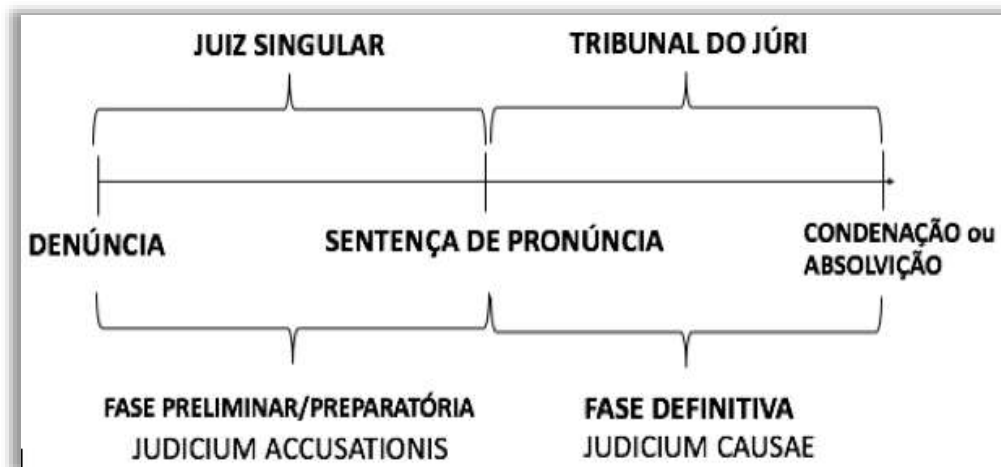 JUIZ SINGULAR
TRIBUNAL DO JÚRI
DENÚNCIA
SENTENÇA DE PRONÚNCIA
CONDENAÇÃO ou
ABSOLVIÇÃO
FASE PRELIMINAR/PREPARATÓRIA
JUDICIUM ACCUSATIONIS
FASE DEFINITIVA
JUDICIUM CAUSAE